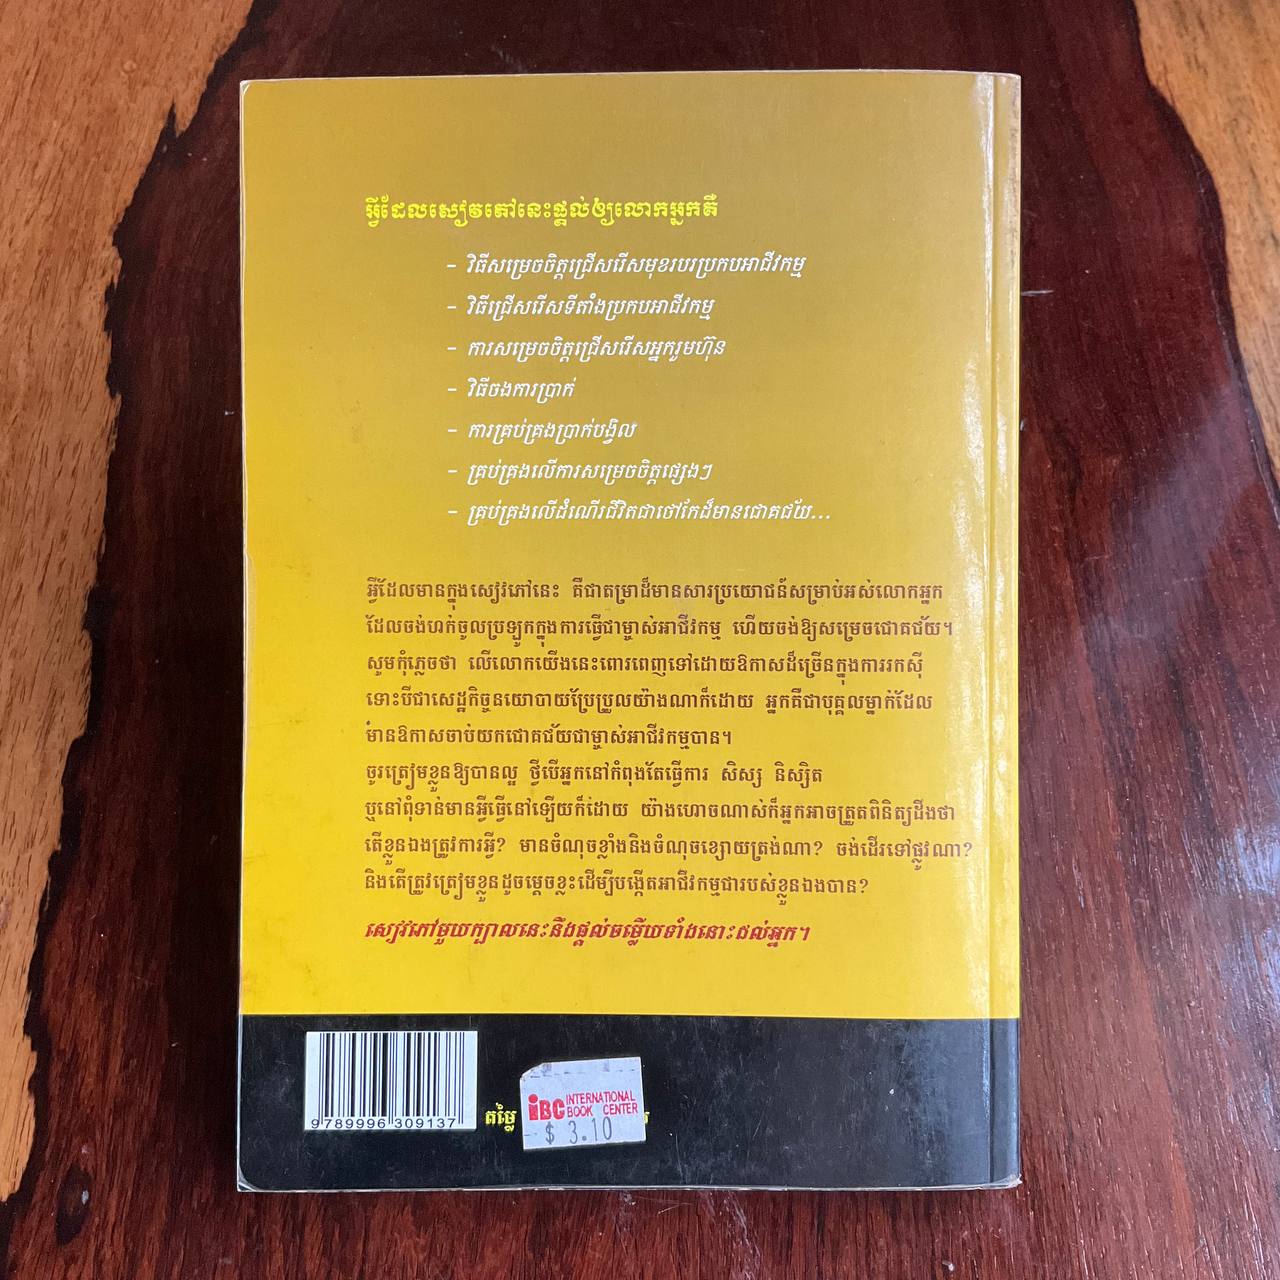 អ្វីដែលសៀវភៅនេះផ្ដល់ឲ្យលោកអ្នកគឺ
- វិធីសម្រេចចិត្តជ្រើសរើសមុខរបរប្រកបអាជីវកម្ម
- វិធីជ្រើសរើសទីតាំងប្រកបអាជីវកម្ម
- ការសម្រេចចិត្តជ្រើសរើសអ្នករួមហ៊ុន
- វិធីចងការប្រាក់
- ការគ្រប់គ្រងប្រាក់បង្វិល
- គ្រប់គ្រងលើការសម្រេចចិត្តផ្សេងៗ
- គ្រប់គ្រងលើដំណើរជីវិតជាថៅកែដ៏មានជោគជ័យ...
អ្វីដែលមានក្នុងសៀវភៅនេះ គឺជាតម្រាដ៏មានសារប្រយោជន៍សម្រាប់អស់លោកអ្នក
ដែលចង់ហក់ចូលប្រឡូកក្នុងការធ្វើជាម្ចាស់អាជីវកម្ម ហើយចង់ឱ្យសម្រេចជោគជ័យ។
សូមកុំភ្លេចថា លើលោកយើងនេះពោរពេញទៅដោយឱកាសដ៏ច្រើនក្នុងការរកស៊ី
ទោះបីជាសេដ្ឋកិច្ចនយោបាយប្រែប្រួលយ៉ាងណាក៏ដោយ អ្នកគឺជាបុគ្គលម្នាក់ដែល
មានឱកាសចាប់យកជោគជ័យជាម្ចាស់អាជីវកម្មបាន។
ចូរត្រៀមខ្លួនឱ្យបានល្អ ថ្វីបើអ្នកនៅកំពុងតែធ្វើការ សិស្ស និស្សិត
ឬនៅពុំទាន់មានអ្វីធ្វើនៅឡើយក៏ដោយ យ៉ាងហោចណាស់ក៏អ្នកអាចត្រួតពិនិត្យដឹងថា
តើខ្លួនឯងត្រូវការអ្វី? មានចំណុចខ្លាំងនិងចំណុចខ្សោយត្រង់ណា? ចង់ដើរទៅផ្លូវណា?
និងតើត្រូវត្រៀមខ្លួនដូចម្ដេចខ្លះដើម្បីបង្កើតអាជីវកម្មជារបស់ខ្លួនឯងបាន?
សៀវភៅមួយក្បាលនេះនឹងផ្ដល់ចម្លើយទាំងនោះដល់អ្នក។
9 789996 309137
តម្លៃ
iBC INTERNATIONAL BOOK CENTER
$ 3.10